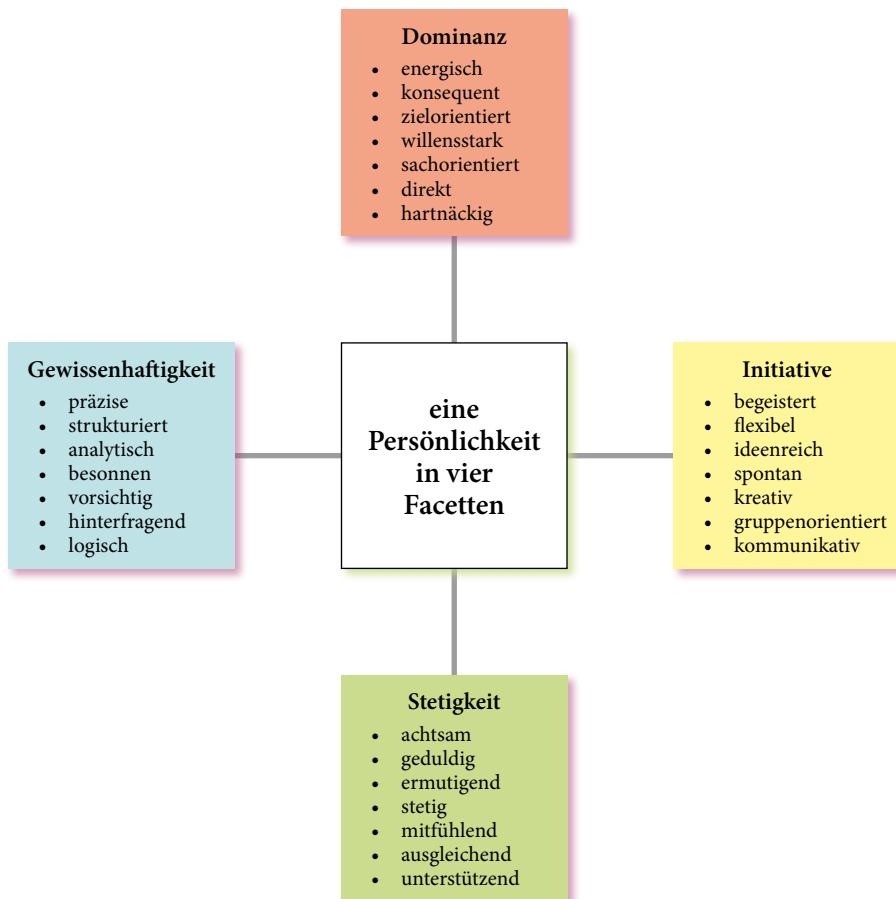 Dominanz
• energisch
• konsequent
• zielorientiert
• willensstark
• sachorientiert
• direkt
• hartnäckig
Gewissenhaftigkeit
• präzise
• strukturiert
• analytisch
• besonnen
• vorsichtig
• hinterfragend
• logisch
eine
Persönlichkeit
in vier
Facetten
Initiative
• begeistert
• flexibel
• ideenreich
• spontan
• kreativ
• gruppenorientiert
• kommunikativ
Stetigkeit
• achtsam
• geduldig
• ermutigend
• stetig
• mitfühlend
• ausgleichend
• unterstützend